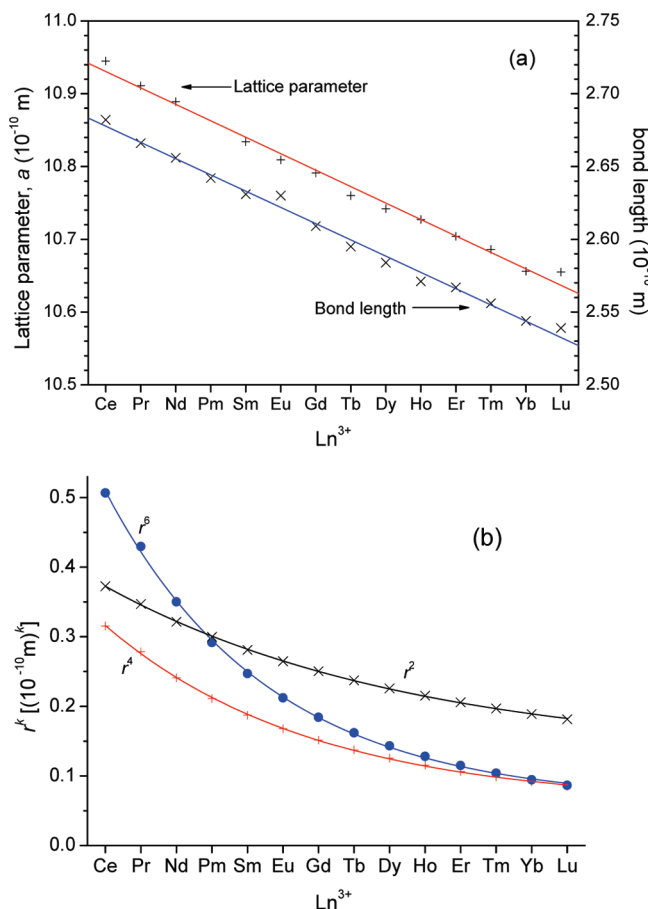 (a)
Lattice parameter, a (10⁻¹⁰ m)
11.0
10.9
10.8
10.7
10.6
10.5
bond length (10⁻¹⁰ m)
2.75
2.70
2.65
2.60
2.55
2.50
Lattice parameter
Bond length
Ce Pr Nd Pm Sm Eu Gd Tb Dy Ho Er Tm Yb Lu
Ln³⁺
(b)
rᵏ [(10⁻¹⁰m)ᵏ]
0.5
0.4
0.3
0.2
0.1
0.0
r⁶
r⁴
r²
Ce Pr Nd Pm Sm Eu Gd Tb Dy Ho Er Tm Yb Lu
Ln³⁺